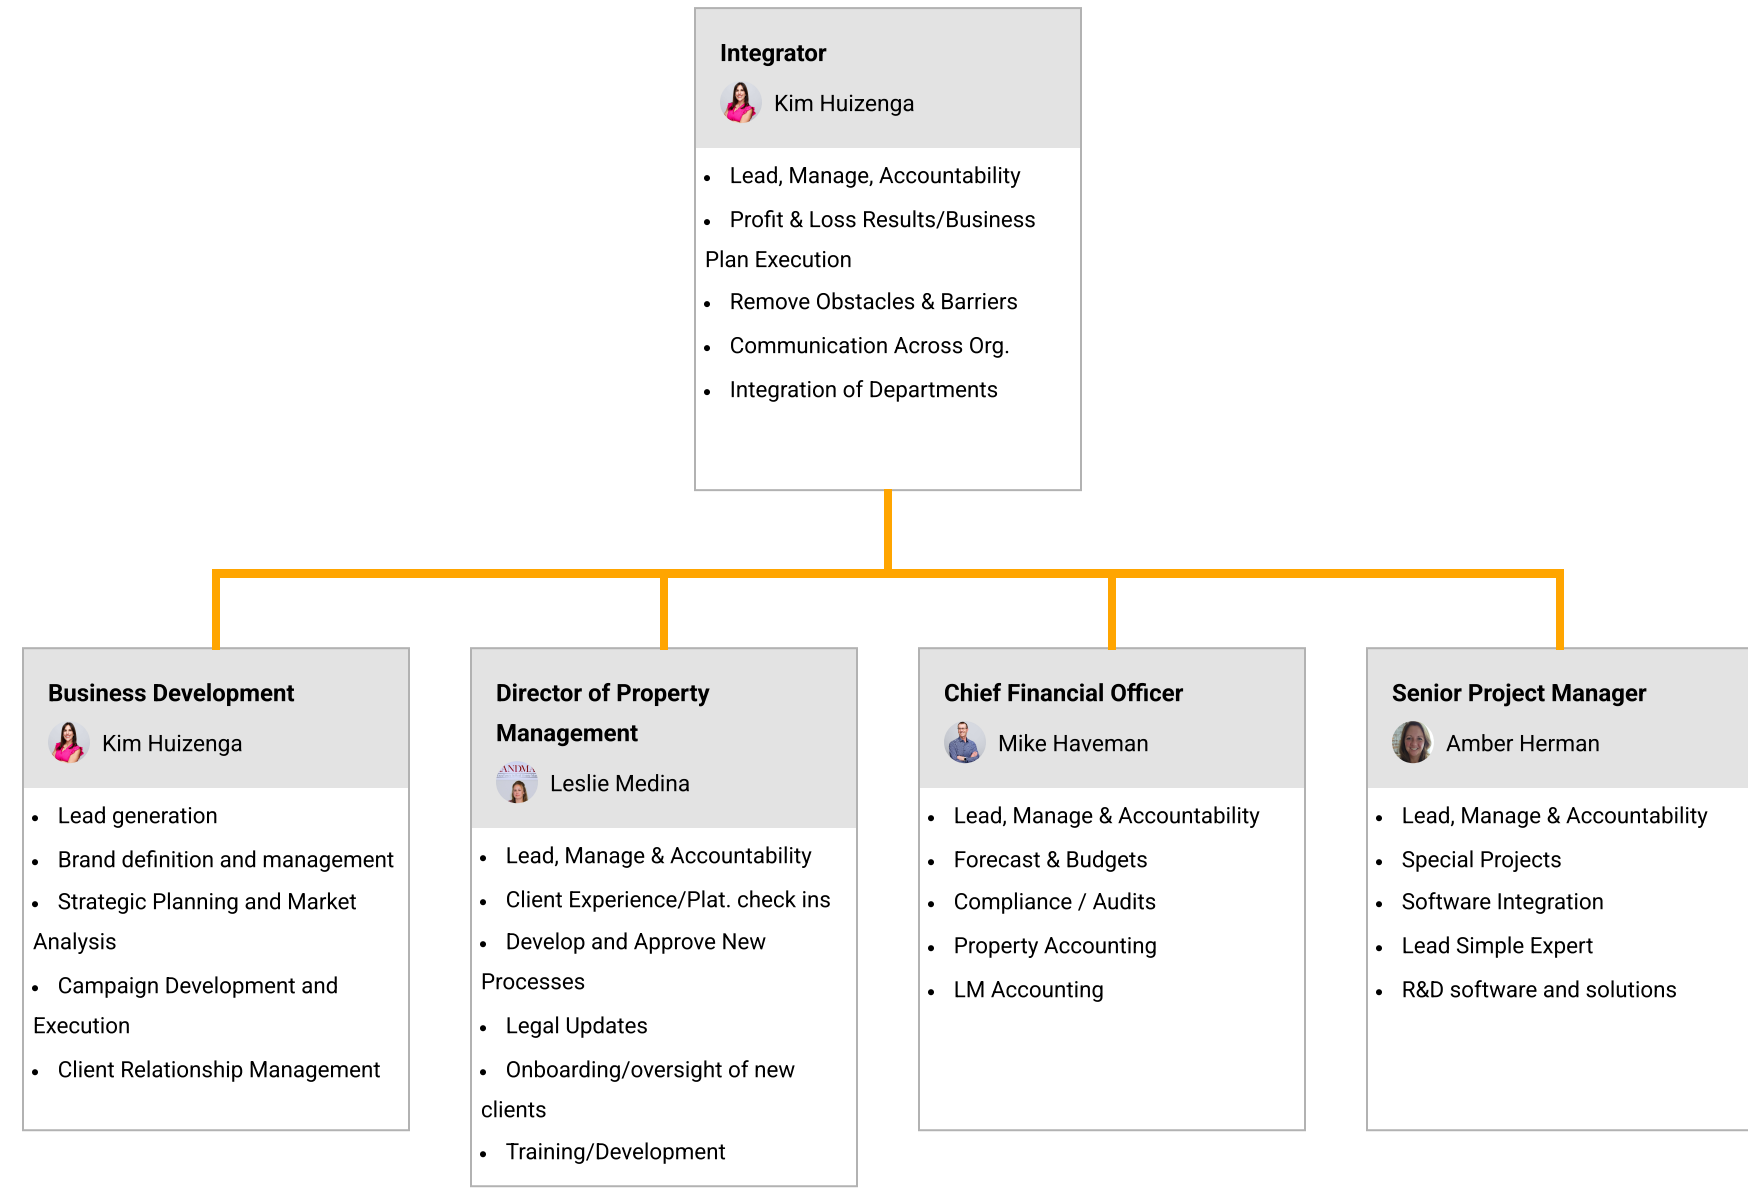 Integrator
Kim Huizenga
• Lead, Manage, Accountability
• Profit & Loss Results/Business
Plan Execution
• Remove Obstacles & Barriers
• Communication Across Org.
• Integration of Departments
Business Development
Kim Huizenga
• Lead generation
• Brand definition and management
• Strategic Planning and Market
Analysis
• Campaign Development and
Execution
• Client Relationship Management
Director of Property
Management
ANDMA
Leslie Medina
• Lead, Manage & Accountability
• Client Experience/Plat. check ins
• Develop and Approve New
Processes
• Legal Updates
• Onboarding/oversight of new
clients
• Training/Development
Chief Financial Officer
Mike Haveman
• Lead, Manage & Accountability
• Forecast & Budgets
• Compliance / Audits
• Property Accounting
• LM Accounting
Senior Project Manager
Amber Herman
• Lead, Manage & Accountability
• Special Projects
• Software Integration
• Lead Simple Expert
• R&D software and solutions